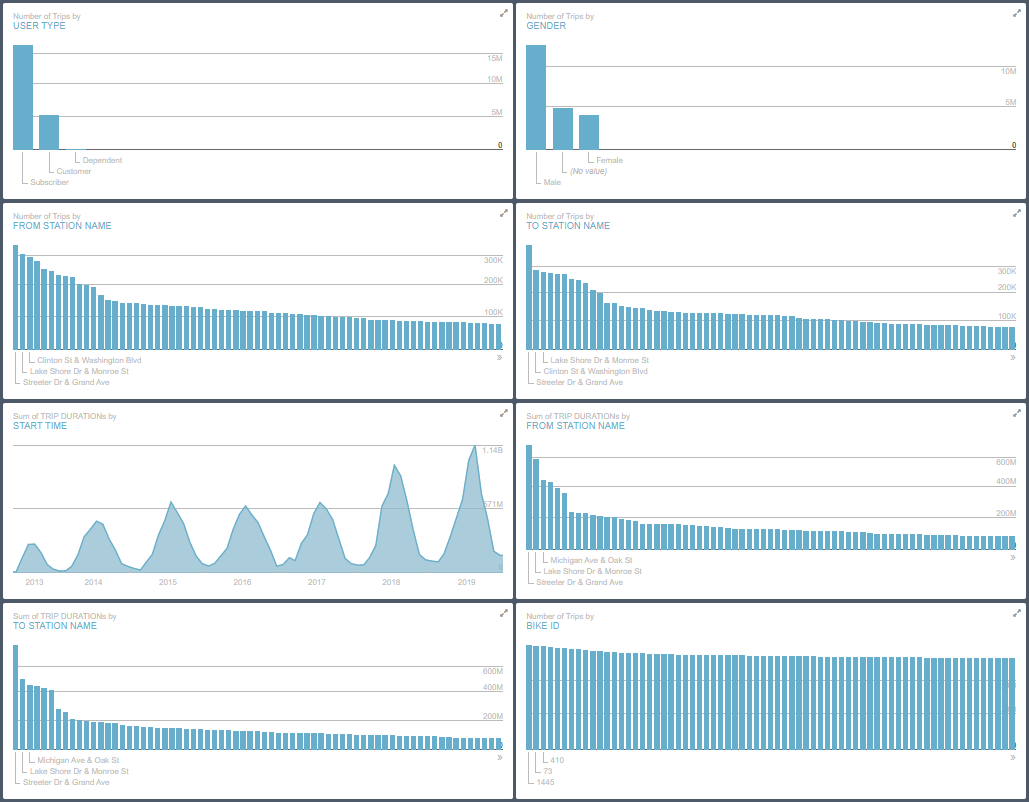 Number of Trips by
USER TYPE
15M
10M
5M
0
Dependent
Customer
Subscriber
Number of Trips by
GENDER
10M
5M
0
Female
(No value)
Male
Number of Trips by
FROM STATION NAME
300K
200K
100K
»
Clinton St & Washington Blvd
Lake Shore Dr & Monroe St
Streeter Dr & Grand Ave
Number of Trips by
TO STATION NAME
300K
200K
100K
»
Lake Shore Dr & Monroe St
Clinton St & Washington Blvd
Streeter Dr & Grand Ave
Sum of TRIP DURATIONs by
START TIME
1.14B
571M
2013 2014 2015 2016 2017 2018 2019
Sum of TRIP DURATIONs by
FROM STATION NAME
600M
400M
200M
»
Michigan Ave & Oak St
Lake Shore Dr & Monroe St
Streeter Dr & Grand Ave
Sum of TRIP DURATIONs by
TO STATION NAME
600M
400M
200M
»
Michigan Ave & Oak St
Lake Shore Dr & Monroe St
Streeter Dr & Grand Ave
Number of Trips by
BIKE ID
»
410
73
1445